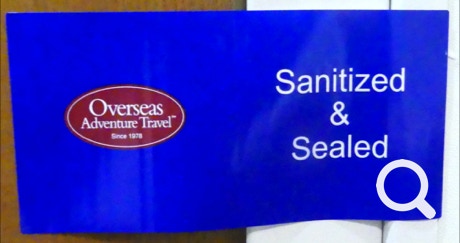 Overseas
Adventure Travel™
Since 1978
Sanitized
&
Sealed